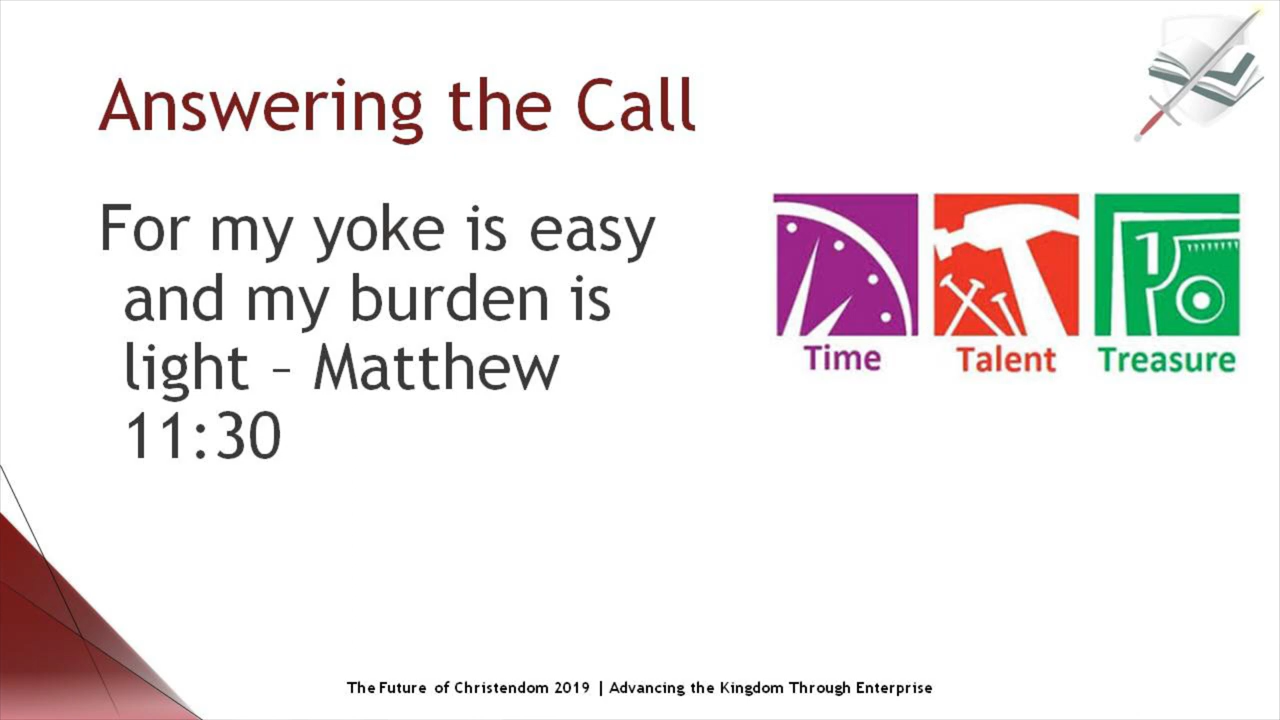 Answering the Call
For my yoke is easy
and my burden is
light – Matthew
11:30
10
Time Talent Treasure
The Future of Christendom 2019 | Advancing the Kingdom Through Enterprise